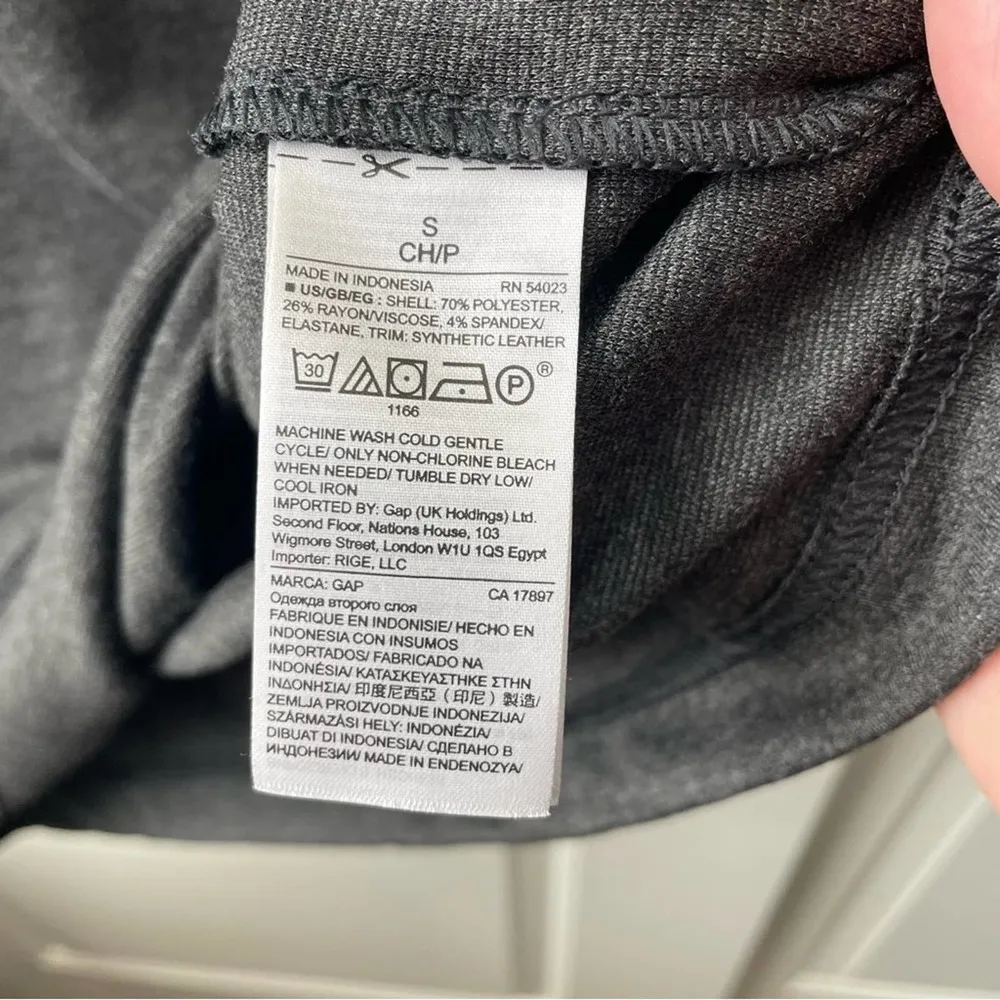 S
CH/P
MADE IN INDONESIA RN 54023
■ US/GB/EG : SHELL: 70% POLYESTER,
26% RAYON/VISCOSE, 4% SPANDEX/
ELASTANE, TRIM: SYNTHETIC LEATHER
30 P ®
1166
MACHINE WASH COLD GENTLE
CYCLE/ ONLY NON-CHLORINE BLEACH
WHEN NEEDED/ TUMBLE DRY LOW/
COOL IRON
IMPORTED BY: Gap (UK Holdings) Ltd.
Second Floor, Nations House, 103
Wigmore Street, London W1U 1QS Egypt
Importer: RIGE, LLC
MARCA: GAP CA 17897
Одежда второго слоя
FABRIQUE EN INDONISIE/ HECHO EN
INDONESIA CON INSUMOS
IMPORTADOS/ FABRICADO NA
INDONÉSIA/ ΚΑΤΑΣΚΕΥΑΣΤΗΚΕ ΣΤΗΝ
ΙΝΔΟΝΗΣΙΑ/ 印度尼西亞（印尼）製造/
ZEMLJA PROIZVODNJE INDONEZIJA/
SZÁRMAZÁSI HELY: INDONÉZIA/
DIBUAT DI INDONESIA/ СДЕЛАНО В
ИНДОНЕЗИИ/ MADE IN ENDENOZYA/